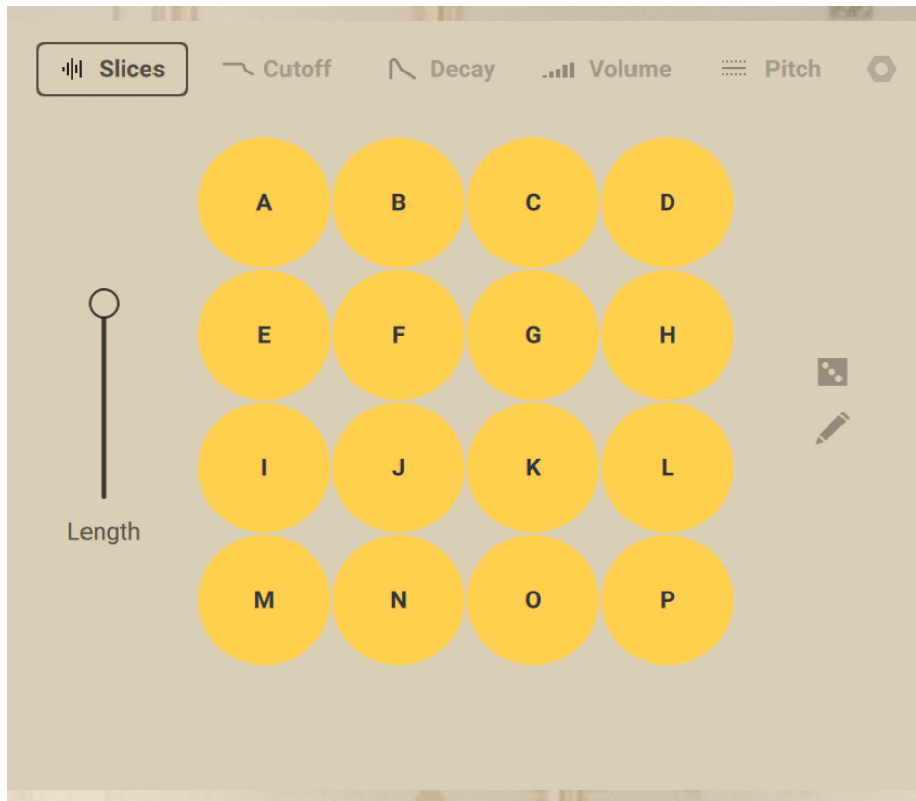 Slices Cutoff Decay Volume Pitch
A B C D
E F G H
I J K L
Length
M N O P